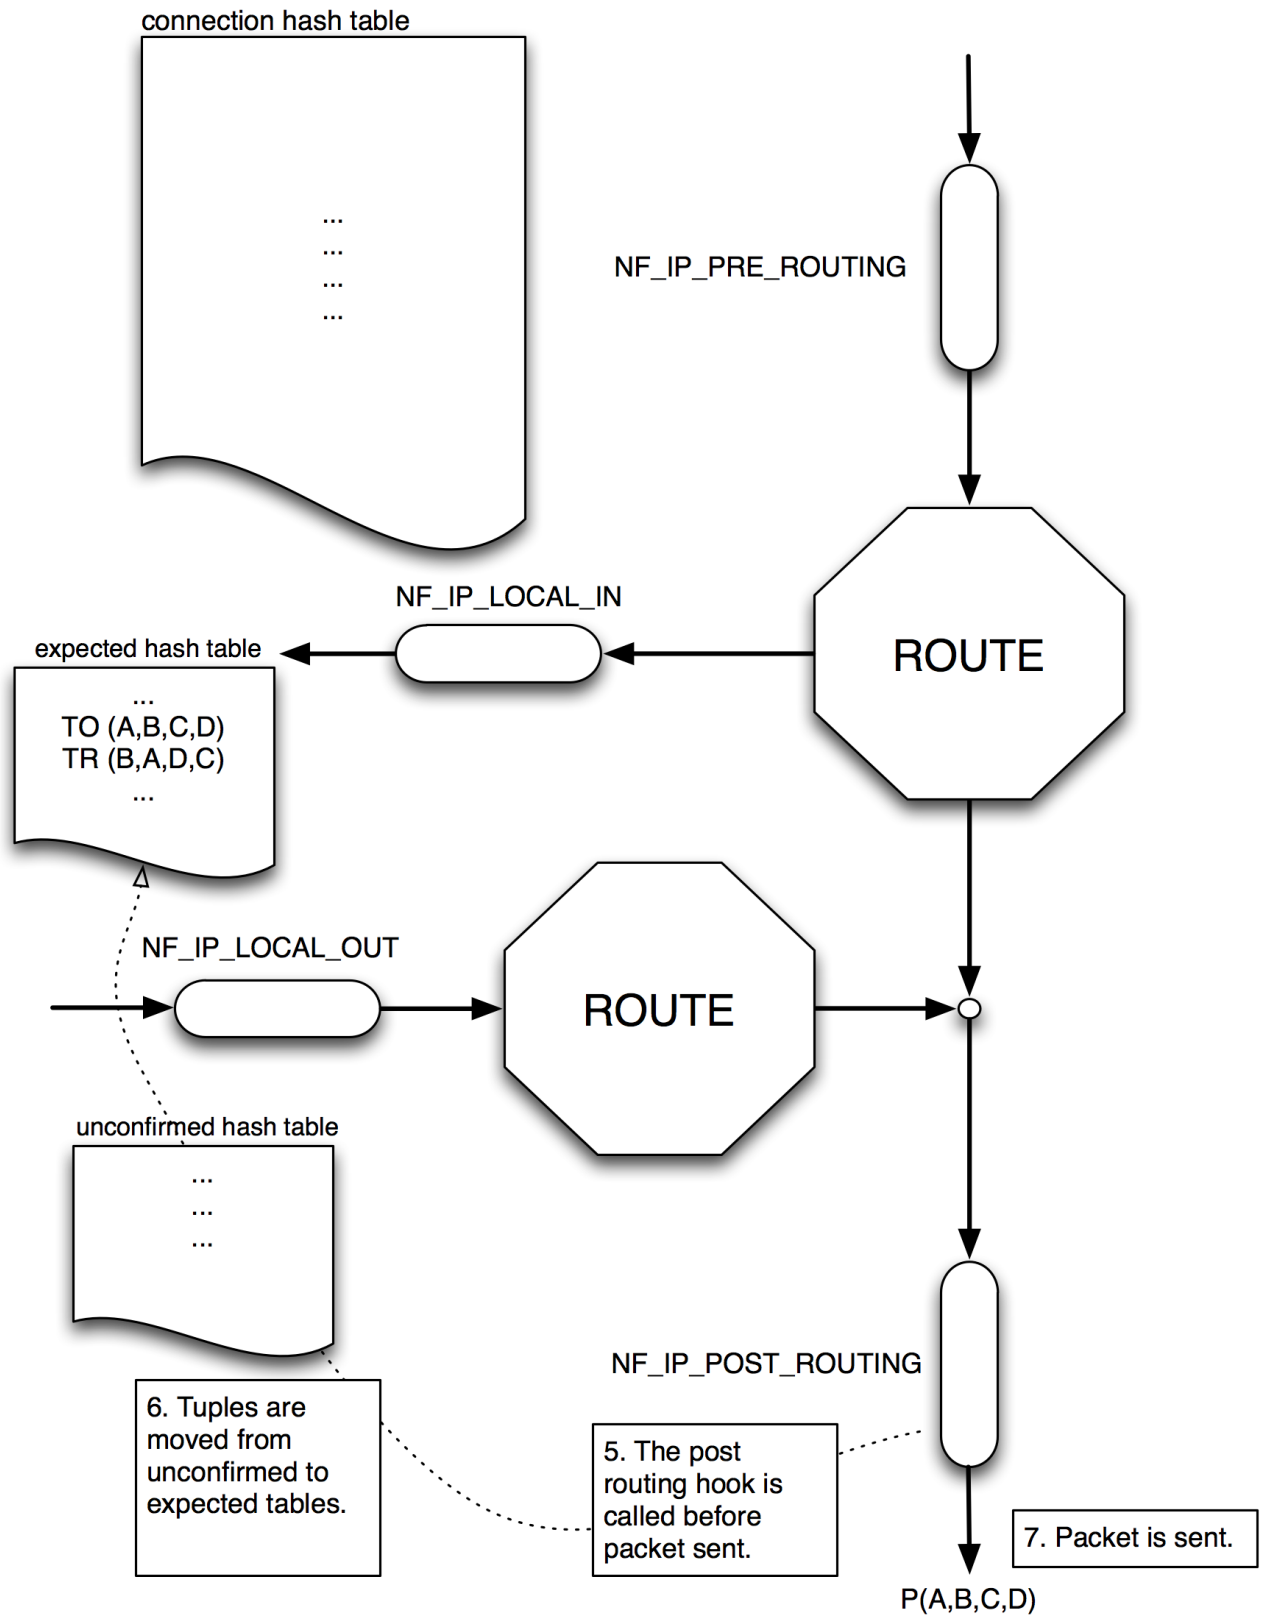 connection hash table
...
...
...
...
NF_IP_PRE_ROUTING
NF_IP_LOCAL_IN
ROUTE
expected hash table
...
TO (A,B,C,D)
TR (B,A,D,C)
...
NF_IP_LOCAL_OUT
ROUTE
unconfirmed hash table
...
...
...
NF_IP_POST_ROUTING
6. Tuples are
moved from
unconfirmed to
expected tables.
5. The post
routing hook is
called before
packet sent.
7. Packet is sent.
P(A,B,C,D)